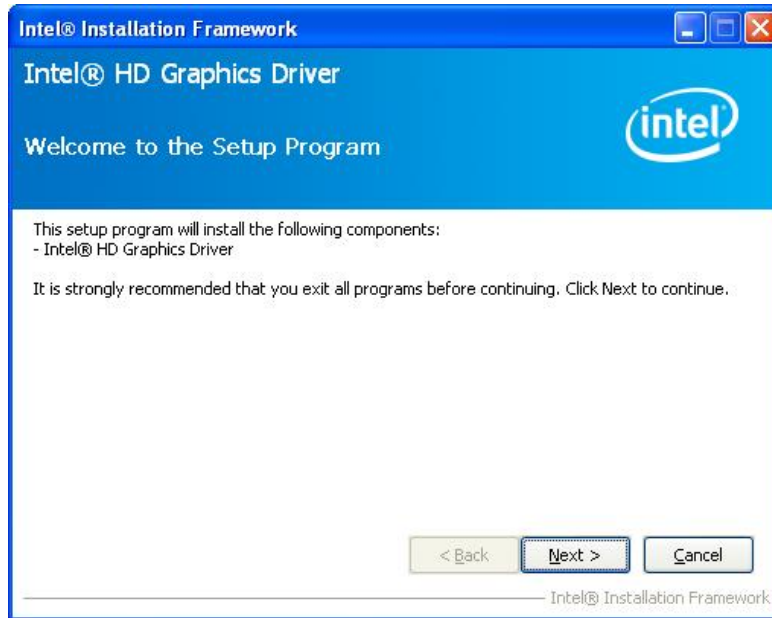 Intel® Installation Framework
Intel® HD Graphics Driver
intel
Welcome to the Setup Program
This setup program will install the following components:
- Intel® HD Graphics Driver
It is strongly recommended that you exit all programs before continuing. Click Next to continue.
< Back
Next >
Cancel
Intel® Installation Framework